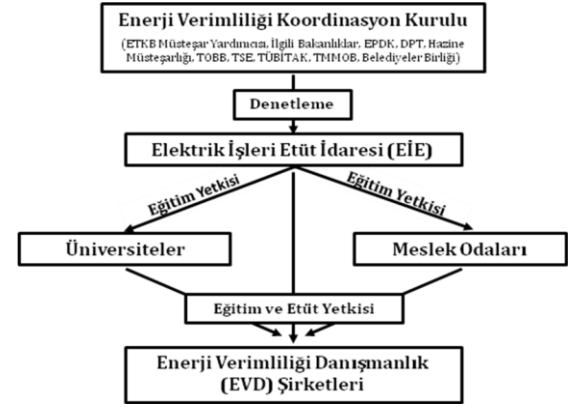 Enerji Verimliliği Koordinasyon Kurulu
(ETKB Müsteşar Yardımcısı, İlgili Bakanlıklar, EPDK, DPT, Hazine
Müsteşarlığı, TOBB, TSE, TÜBİTAK, TMMOB, Belediyeler Birliği)
Denetleme
Elektrik İşleri Etüt İdaresi (EİE)
Eğitim Yetkisi
Eğitim Yetkisi
Üniversiteler
Meslek Odaları
Eğitim ve Etüt Yetkisi
Enerji Verimliliği Danışmanlık
(EVD) Şirketleri